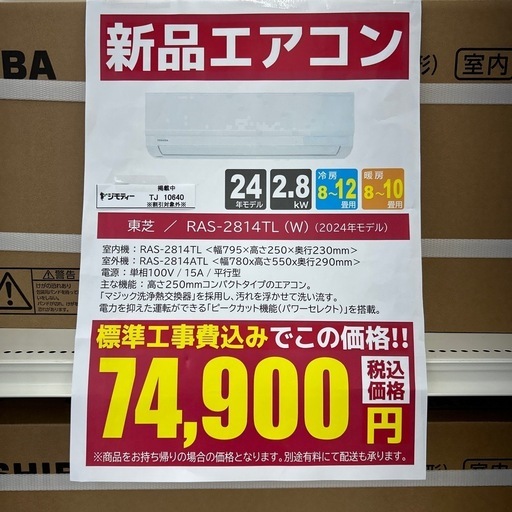 新品エアコン
BA
形)
室内
掲載中
ジモティー
TJ 10640
※割引対象外※
24
年モデル
2.8
kW
冷房
8~12
畳用
暖房
8~10
畳用
東芝 / RAS-2814TL (W) (2024年モデル)
室内機：RAS-2814TL <幅795×高さ250×奥行230mm>
室外機：RAS-2814ATL <幅780x高さ550x奥行290mm>
電源：単相100V / 15A / 平行型
主な機能：高さ250mmコンパクトタイプのエアコン。
「マジック洗浄熱交換器」を採用し、汚れを浮かせて洗い流す。
電力を抑えた運転ができる「ピークカット機能(パワーセレクト)」を搭載。
警告
標準工事費込みでこの価格!!
74,900円
税込
価格
※商品をお持ち帰りの場合の価格となります。別途有料にて配送も承ります。
SHIB
形)
室内